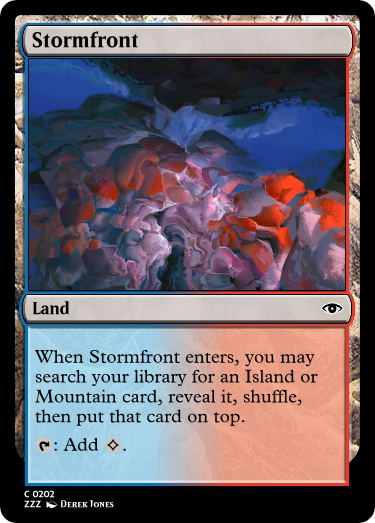 Stormfront
Land
When Stormfront enters, you may
search your library for an Island or
Mountain card, reveal it, shuffle,
then put that card on top.
: Add .
C 0202
ZZZ Derek Jones